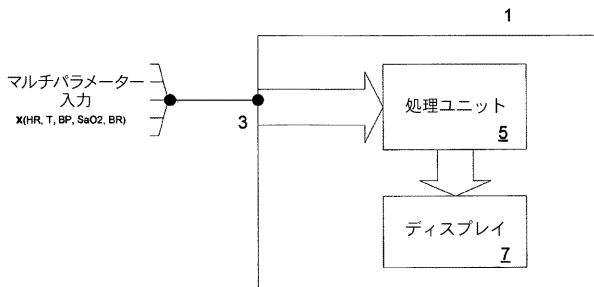 1
マルチパラメーター
入力
X(HR, T, BP, SaO2, BR)
3
処理ユニット
5
ディスプレイ
7